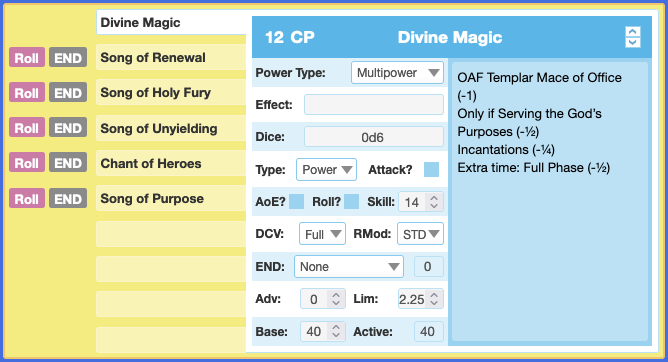 Divine Magic
Roll END Song of Renewal
Roll END Song of Holy Fury
Roll END Song of Unyielding
Roll END Chant of Heroes
Roll END Song of Purpose
12 CP Divine Magic
Power Type: Multipower
Effect:
Dice: 0d6
Type: Power Attack?
AoE? Roll? Skill: 14
DCV: Full RMod: STD
END: None 0
Adv: 0 Lim: 2.25
Base: 40 Active: 40
OAF Templar Mace of Office
(-1)
Only if Serving the God's
Purposes (-½)
Incantations (-¼)
Extra time: Full Phase (-½)